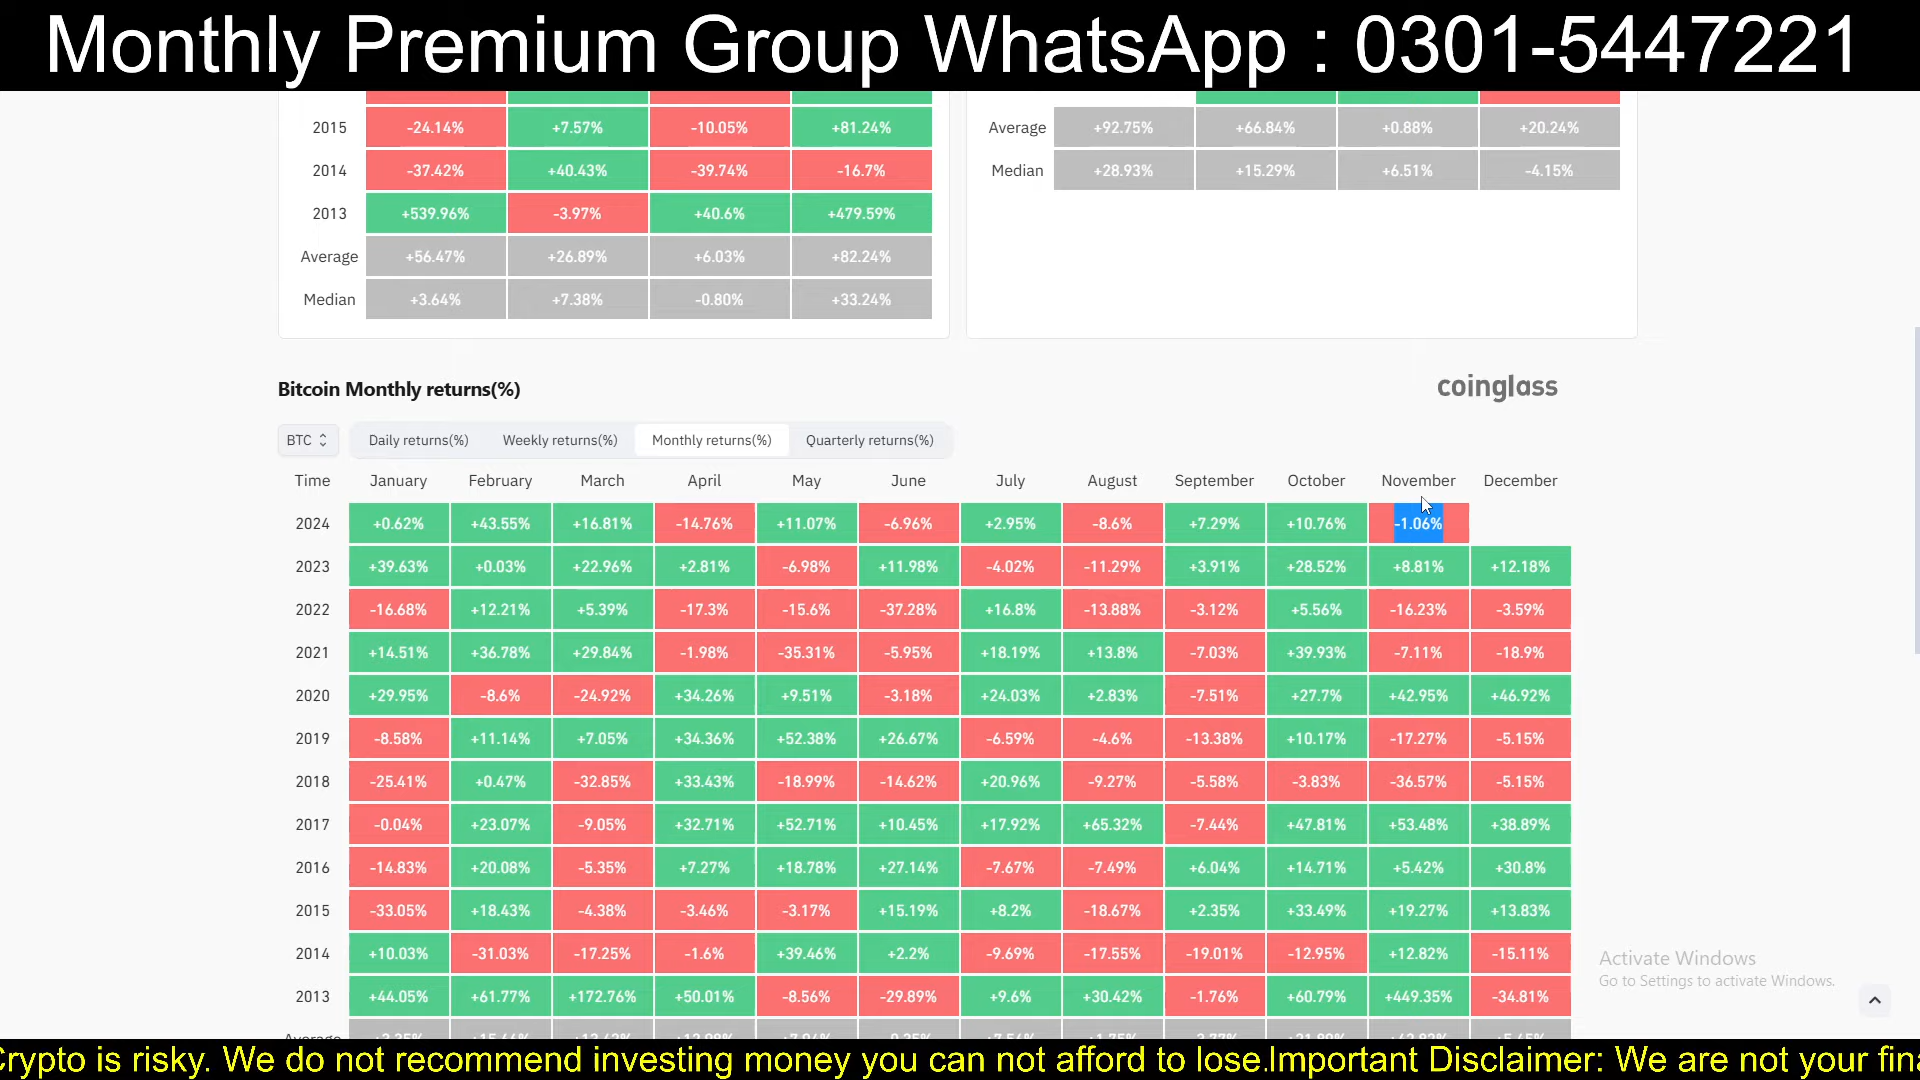 Monthly Premium Group WhatsApp : 0301-5447221
2015 -24.14% +7.57% -10.05% +81.24%
2014 -37.42% +40.43% -39.74% -16.7%
2013 +539.96% -3.97% +40.6% +479.59%
Average +56.47% +26.89% +6.03% +82.24%
Median +3.64% +7.38% -0.80% +33.24%
Average +92.75% +66.84% +0.88% +20.24%
Median +28.93% +15.29% +6.51% -4.15%
Bitcoin Monthly returns(%)
coinglass
BTC Daily returns(%) Weekly returns(%) Monthly returns(%) Quarterly returns(%)
Time January February March April May June July August September October November December
2024 +0.62% +43.55% +16.81% -14.76% +11.07% -6.96% +2.95% -8.6% +7.29% +10.76% -1.06%
2023 +39.63% +0.03% +22.96% +2.81% -6.98% +11.98% -4.02% -11.29% +3.91% +28.52% +8.81% +12.18%
2022 -16.68% +12.21% +5.39% -17.3% -15.6% -37.28% +16.8% -13.88% -3.12% +5.56% -16.23% -3.59%
2021 +14.51% +36.78% +29.84% -1.98% -35.31% -5.95% +18.19% +13.8% -7.03% +39.93% -7.11% -18.9%
2020 +29.95% -8.6% -24.92% +34.26% +9.51% -3.18% +24.03% +2.83% -7.51% +27.7% +42.95% +46.92%
2019 -8.58% +11.14% +7.05% +34.36% +52.38% +26.67% -6.59% -4.6% -13.38% +10.17% -17.27% -5.15%
2018 -25.41% +0.47% -32.85% +33.43% -18.99% -14.62% +20.96% -9.27% -5.58% -3.83% -36.57% -5.15%
2017 -0.04% +23.07% -9.05% +32.71% +52.71% +10.45% +17.92% +65.32% -7.44% +47.81% +53.48% +38.89%
2016 -14.83% +20.08% -5.35% +7.27% +18.78% +27.14% -7.67% -7.49% +6.04% +14.71% +5.42% +30.8%
2015 -33.05% +18.43% -4.38% -3.46% -3.17% +15.19% +8.2% -18.67% +2.35% +33.49% +19.27% +13.83%
2014 +10.03% -31.03% -17.25% -1.6% +39.46% +2.2% -9.69% -17.55% -19.01% -12.95% +12.82% -15.11%
2013 +44.05% +61.77% +172.76% +50.01% -8.56% -29.89% +9.6% +30.42% -1.76% +60.79% +449.35% -34.81%
Activate Windows
Go to Settings to activate Windows.
Crypto is risky. We do not recommend investing money you can not afford to lose.Important Disclaimer: We are not your fin